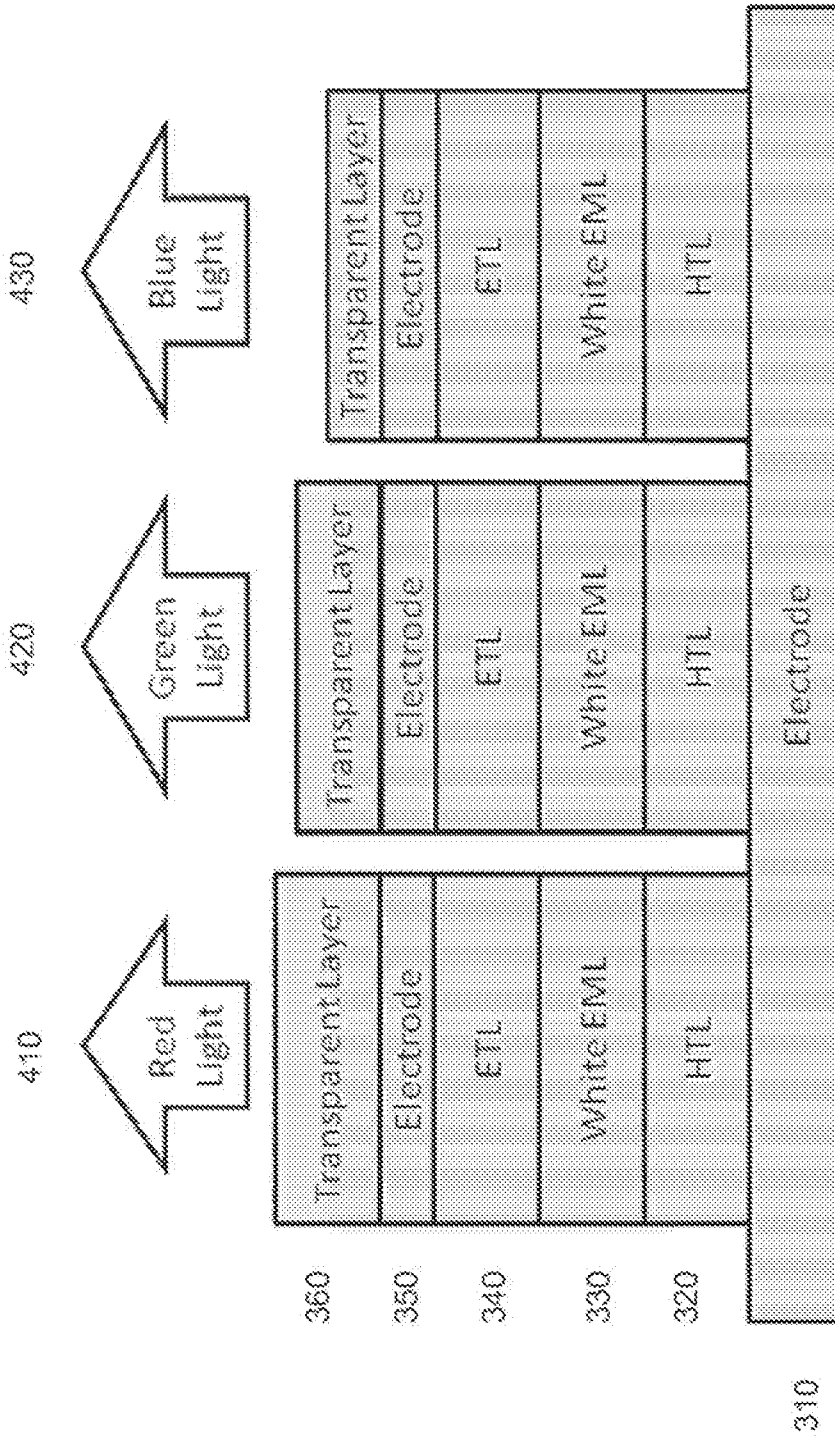 410
420
430
Red
Light
Green
Light
Blue
Light
360
Transparent Layer
Transparent Layer
Transparent Layer
350
Electrode
Electrode
Electrode
340
ETL
ETL
ETL
330
White EML
White EML
White EML
320
HTL
HTL
HTL
310
Electrode